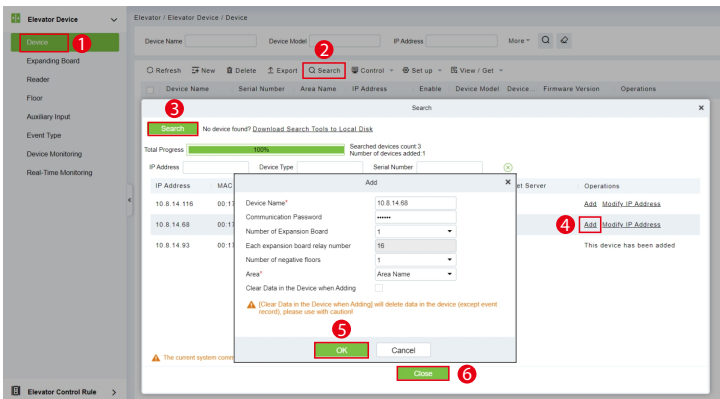 Elevator Device
Elevator / Elevator Device / Device
Device
1
Expanding Board
Reader
Floor
Auxiliary Input
Event Type
Device Monitoring
Real-Time Monitoring
Device Name
Device Model
IP Address
More
2
Refresh New Delete Export Search Control Set up View / Get
Device Name Serial Number Area Name IP Address Enable Device Model Device... Firmware Version Operations
Search
3
Search No device found? Download Search Tools to Local Disk
Total Progress 100% Searched devices count:3
Number of devices added:1
IP Address Device Type Serial Number
IP Address MAC et Server Operations
10.8.14.116 00:17 Add Modify IP Address
10.8.14.68 00:17 4 Add Modify IP Address
10.8.14.93 00:17 This device has been added
Add
Device Name* 10.8.14.68
Communication Password ••••••
Number of Expansion Board 1
Each expansion board relay number 16
Number of negative floors 1
Area* Area Name
Clear Data in the Device when Adding
[Clear Data in the Device when Adding] will delete data in the device (except event
record), please use with caution!
5
OK Cancel
The current system comm
Close 6
Elevator Control Rule